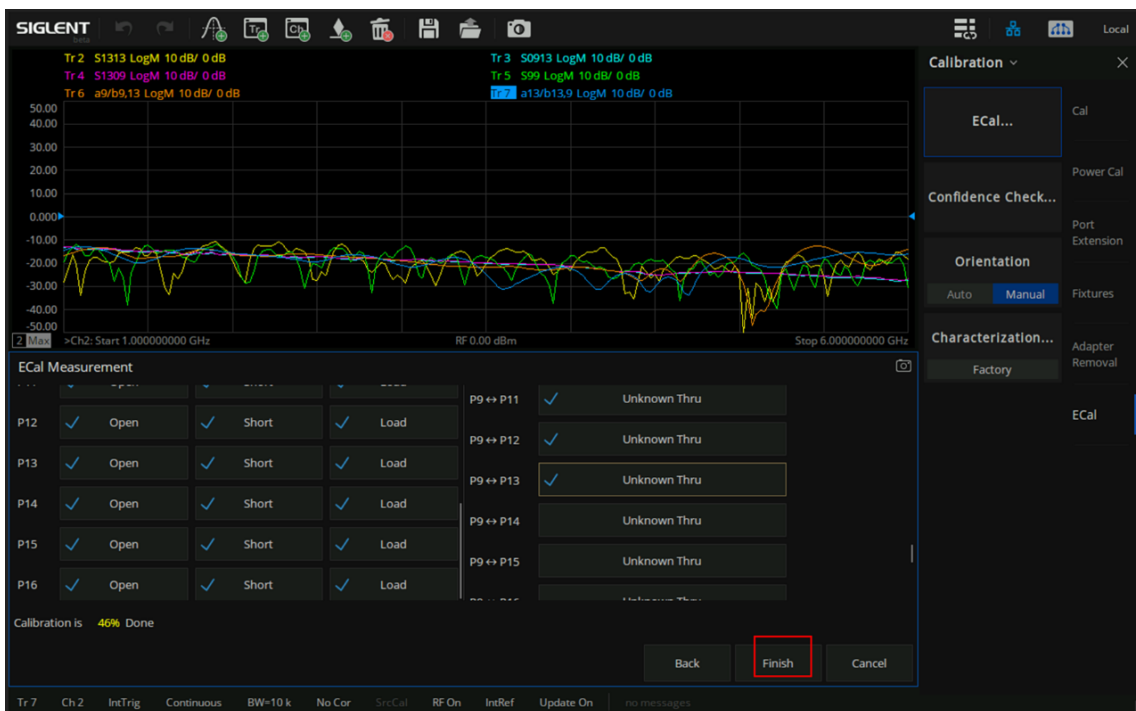 SIGLENT
beta
Tr
Ch
Local
Tr 2 S1313 LogM 10 dB/ 0 dB
Tr 3 S0913 LogM 10 dB/ 0 dB
Tr 4 S1309 LogM 10 dB/ 0 dB
Tr 5 S99 LogM 10 dB/ 0 dB
Tr 6 a9/b9,13 LogM 10 dB/ 0 dB
Tr 7 a13/b13,9 LogM 10 dB/ 0 dB
50.00
40.00
30.00
20.00
10.00
0.000
-10.00
-20.00
-30.00
-40.00
-50.00
2 Max >Ch2: Start 1.000000000 GHz RF 0.00 dBm Stop 6.000000000 GHz
Calibration
ECal...
Confidence Check...
Orientation
Auto Manual
Characterization...
Factory
Cal
Power Cal
Port
Extension
Fixtures
Adapter
Removal
ECal
ECal Measurement
P12 Open Short Load
P13 Open Short Load
P14 Open Short Load
P15 Open Short Load
P16 Open Short Load
P9 ↔ P11 Unknown Thru
P9 ↔ P12 Unknown Thru
P9 ↔ P13 Unknown Thru
P9 ↔ P14 Unknown Thru
P9 ↔ P15 Unknown Thru
Calibration is 46% Done
Back Finish Cancel
Tr 7 Ch 2 IntTrig Continuous BW=10 k No Cor SrcCal RF On IntRef Update On no messages